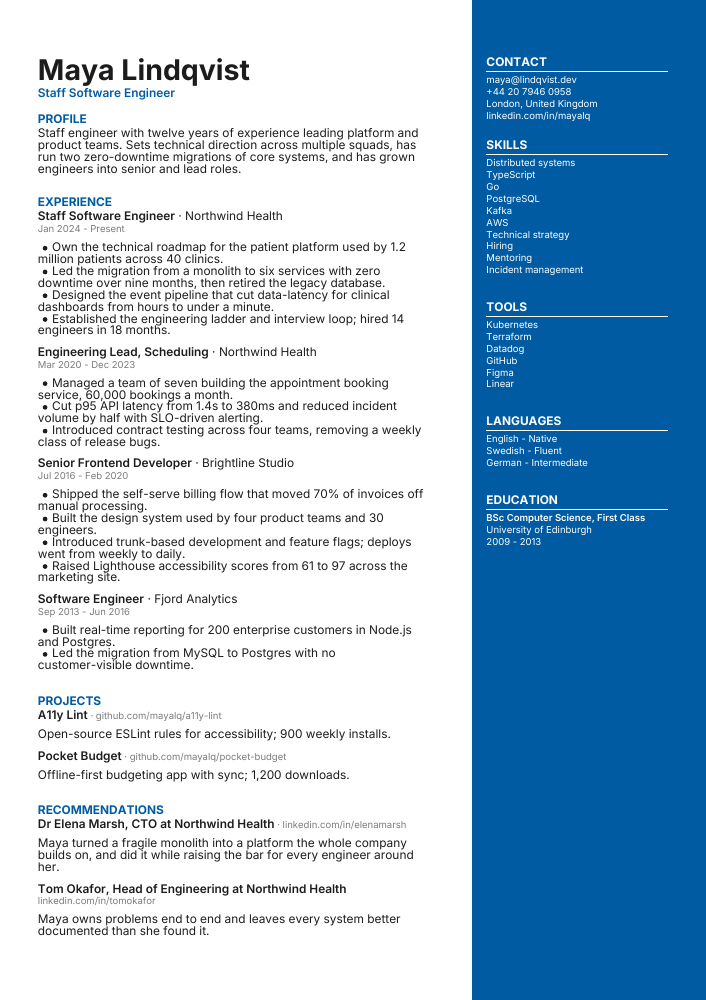 Maya Lindqvist
Staff Software Engineer
PROFILE
Staff engineer with twelve years of experience leading platform and
product teams. Sets technical direction across multiple squads, has
run two zero-downtime migrations of core systems, and has grown
engineers into senior and lead roles.
EXPERIENCE
Staff Software Engineer · Northwind Health
Jan 2024 - Present
• Own the technical roadmap for the patient platform used by 1.2
million patients across 40 clinics.
• Led the migration from a monolith to six services with zero
downtime over nine months, then retired the legacy database.
• Designed the event pipeline that cut data-latency for clinical
dashboards from hours to under a minute.
• Established the engineering ladder and interview loop; hired 14
engineers in 18 months.
Engineering Lead, Scheduling · Northwind Health
Mar 2020 - Dec 2023
• Managed a team of seven building the appointment booking
service, 60,000 bookings a month.
• Cut p95 API latency from 1.4s to 380ms and reduced incident
volume by half with SLO-driven alerting.
• Introduced contract testing across four teams, removing a weekly
class of release bugs.
Senior Frontend Developer · Brightline Studio
Jul 2016 - Feb 2020
• Shipped the self-serve billing flow that moved 70% of invoices off
manual processing.
• Built the design system used by four product teams and 30
engineers.
• Introduced trunk-based development and feature flags; deploys
went from weekly to daily.
• Raised Lighthouse accessibility scores from 61 to 97 across the
marketing site.
Software Engineer · Fjord Analytics
Sep 2013 - Jun 2016
• Built real-time reporting for 200 enterprise customers in Node.js
and Postgres.
• Led the migration from MySQL to Postgres with no
customer-visible downtime.
PROJECTS
A11y Lint · github.com/mayalq/a11y-lint
Open-source ESLint rules for accessibility; 900 weekly installs.
Pocket Budget · github.com/mayalq/pocket-budget
Offline-first budgeting app with sync; 1,200 downloads.
RECOMMENDATIONS
Dr Elena Marsh, CTO at Northwind Health · linkedin.com/in/elenamarsh
Maya turned a fragile monolith into a platform the whole company
builds on, and did it while raising the bar for every engineer around
her.
Tom Okafor, Head of Engineering at Northwind Health
linkedin.com/in/tomokafor
Maya owns problems end to end and leaves every system better
documented than she found it.
CONTACT
maya@lindqvist.dev
+44 20 7946 0958
London, United Kingdom
linkedin.com/in/mayalq
SKILLS
Distributed systems
TypeScript
Go
PostgreSQL
Kafka
AWS
Technical strategy
Hiring
Mentoring
Incident management
TOOLS
Kubernetes
Terraform
Datadog
GitHub
Figma
Linear
LANGUAGES
English - Native
Swedish - Fluent
German - Intermediate
EDUCATION
BSc Computer Science, First Class
University of Edinburgh
2009 - 2013